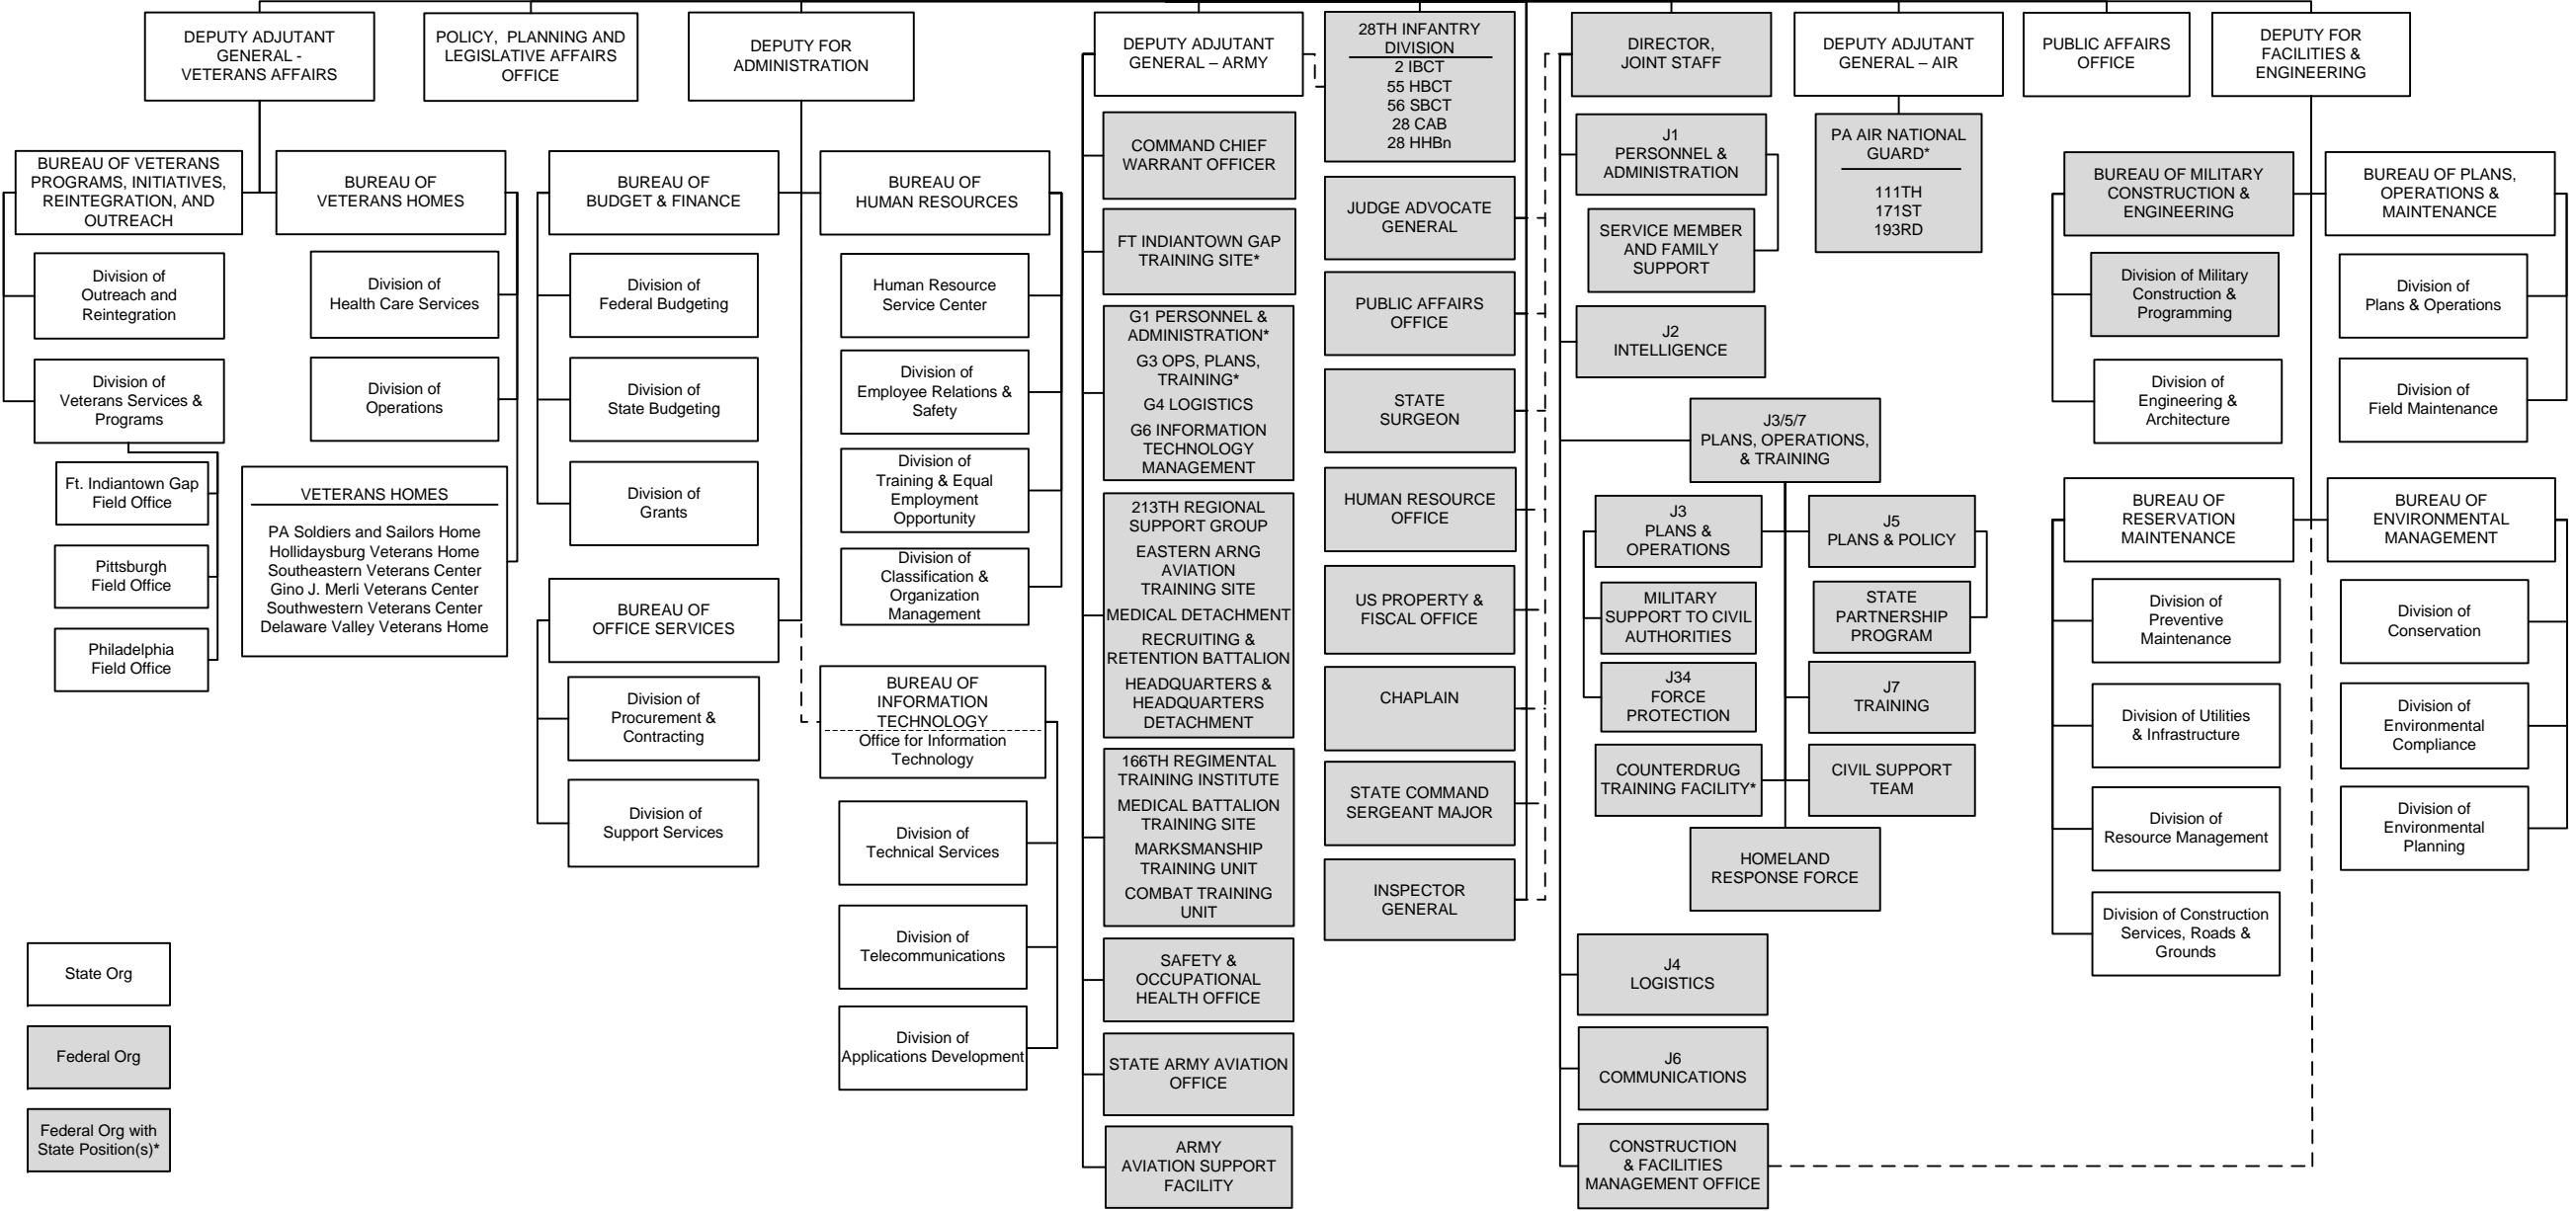 DEPUTY ADJUTANT
GENERAL -
VETERANS AFFAIRS
POLICY, PLANNING AND
LEGISLATIVE AFFAIRS
OFFICE
DEPUTY FOR
ADMINISTRATION
DEPUTY ADJUTANT
GENERAL – ARMY
28TH INFANTRY
DIVISION
2 IBCT
55 HBCT
56 SBCT
28 CAB
28 HHBn
DIRECTOR,
JOINT STAFF
DEPUTY ADJUTANT
GENERAL – AIR
PUBLIC AFFAIRS
OFFICE
DEPUTY FOR
FACILITIES &
ENGINEERING
BUREAU OF VETERANS
PROGRAMS, INITIATIVES,
REINTEGRATION, AND
OUTREACH
Division of
Outreach and
Reintegration
Division of
Veterans Services &
Programs
Ft. Indiantown Gap
Field Office
Pittsburgh
Field Office
Philadelphia
Field Office
BUREAU OF
VETERANS HOMES
Division of
Health Care Services
Division of
Operations
VETERANS HOMES
PA Soldiers and Sailors Home
Hollidaysburg Veterans Home
Southeastern Veterans Center
Gino J. Merli Veterans Center
Southwestern Veterans Center
Delaware Valley Veterans Home
BUREAU OF
BUDGET & FINANCE
Division of
Federal Budgeting
Division of
State Budgeting
Division of
Grants
BUREAU OF
OFFICE SERVICES
Division of
Procurement &
Contracting
Division of
Support Services
BUREAU OF
HUMAN RESOURCES
Human Resource
Service Center
Division of
Employee Relations &
Safety
Division of
Training & Equal
Employment
Opportunity
Division of
Classification &
Organization
Management
BUREAU OF
INFORMATION
TECHNOLOGY
Office for Information
Technology
Division of
Technical Services
Division of
Telecommunications
Division of
Applications Development
COMMAND CHIEF
WARRANT OFFICER
FT INDIANTOWN GAP
TRAINING SITE*
G1 PERSONNEL &
ADMINISTRATION*
G3 OPS, PLANS,
TRAINING*
G4 LOGISTICS
G6 INFORMATION
TECHNOLOGY
MANAGEMENT
213TH REGIONAL
SUPPORT GROUP
EASTERN ARNG
AVIATION
TRAINING SITE
MEDICAL DETACHMENT
RECRUITING &
RETENTION BATTALION
HEADQUARTERS &
HEADQUARTERS
DETACHMENT
166TH REGIMENTAL
TRAINING INSTITUTE
MEDICAL BATTALION
TRAINING SITE
MARKSMANSHIP
TRAINING UNIT
COMBAT TRAINING
UNIT
SAFETY &
OCCUPATIONAL
HEALTH OFFICE
STATE ARMY AVIATION
OFFICE
ARMY
AVIATION SUPPORT
FACILITY
JUDGE ADVOCATE
GENERAL
PUBLIC AFFAIRS
OFFICE
STATE
SURGEON
HUMAN RESOURCE
OFFICE
US PROPERTY &
FISCAL OFFICE
CHAPLAIN
STATE COMMAND
SERGEANT MAJOR
INSPECTOR
GENERAL
J1
PERSONNEL &
ADMINISTRATION
SERVICE MEMBER
AND FAMILY
SUPPORT
J2
INTELLIGENCE
J3/5/7
PLANS, OPERATIONS,
& TRAINING
J3
PLANS &
OPERATIONS
MILITARY
SUPPORT TO CIVIL
AUTHORITIES
J34
FORCE
PROTECTION
COUNTERDRUG
TRAINING FACILITY*
J5
PLANS & POLICY
STATE
PARTNERSHIP
PROGRAM
J7
TRAINING
CIVIL SUPPORT
TEAM
HOMELAND
RESPONSE FORCE
J4
LOGISTICS
J6
COMMUNICATIONS
CONSTRUCTION
& FACILITIES
MANAGEMENT OFFICE
PA AIR NATIONAL
GUARD*
111TH
171ST
193RD
BUREAU OF MILITARY
CONSTRUCTION &
ENGINEERING
Division of Military
Construction &
Programming
Division of
Engineering &
Architecture
BUREAU OF PLANS,
OPERATIONS &
MAINTENANCE
Division of
Plans & Operations
Division of
Field Maintenance
BUREAU OF
RESERVATION
MAINTENANCE
Division of
Preventive
Maintenance
Division of Utilities
& Infrastructure
Division of
Resource Management
Division of Construction
Services, Roads &
Grounds
BUREAU OF
ENVIRONMENTAL
MANAGEMENT
Division of
Conservation
Division of
Environmental
Compliance
Division of
Environmental
Planning
State Org
Federal Org
Federal Org with
State Position(s)*